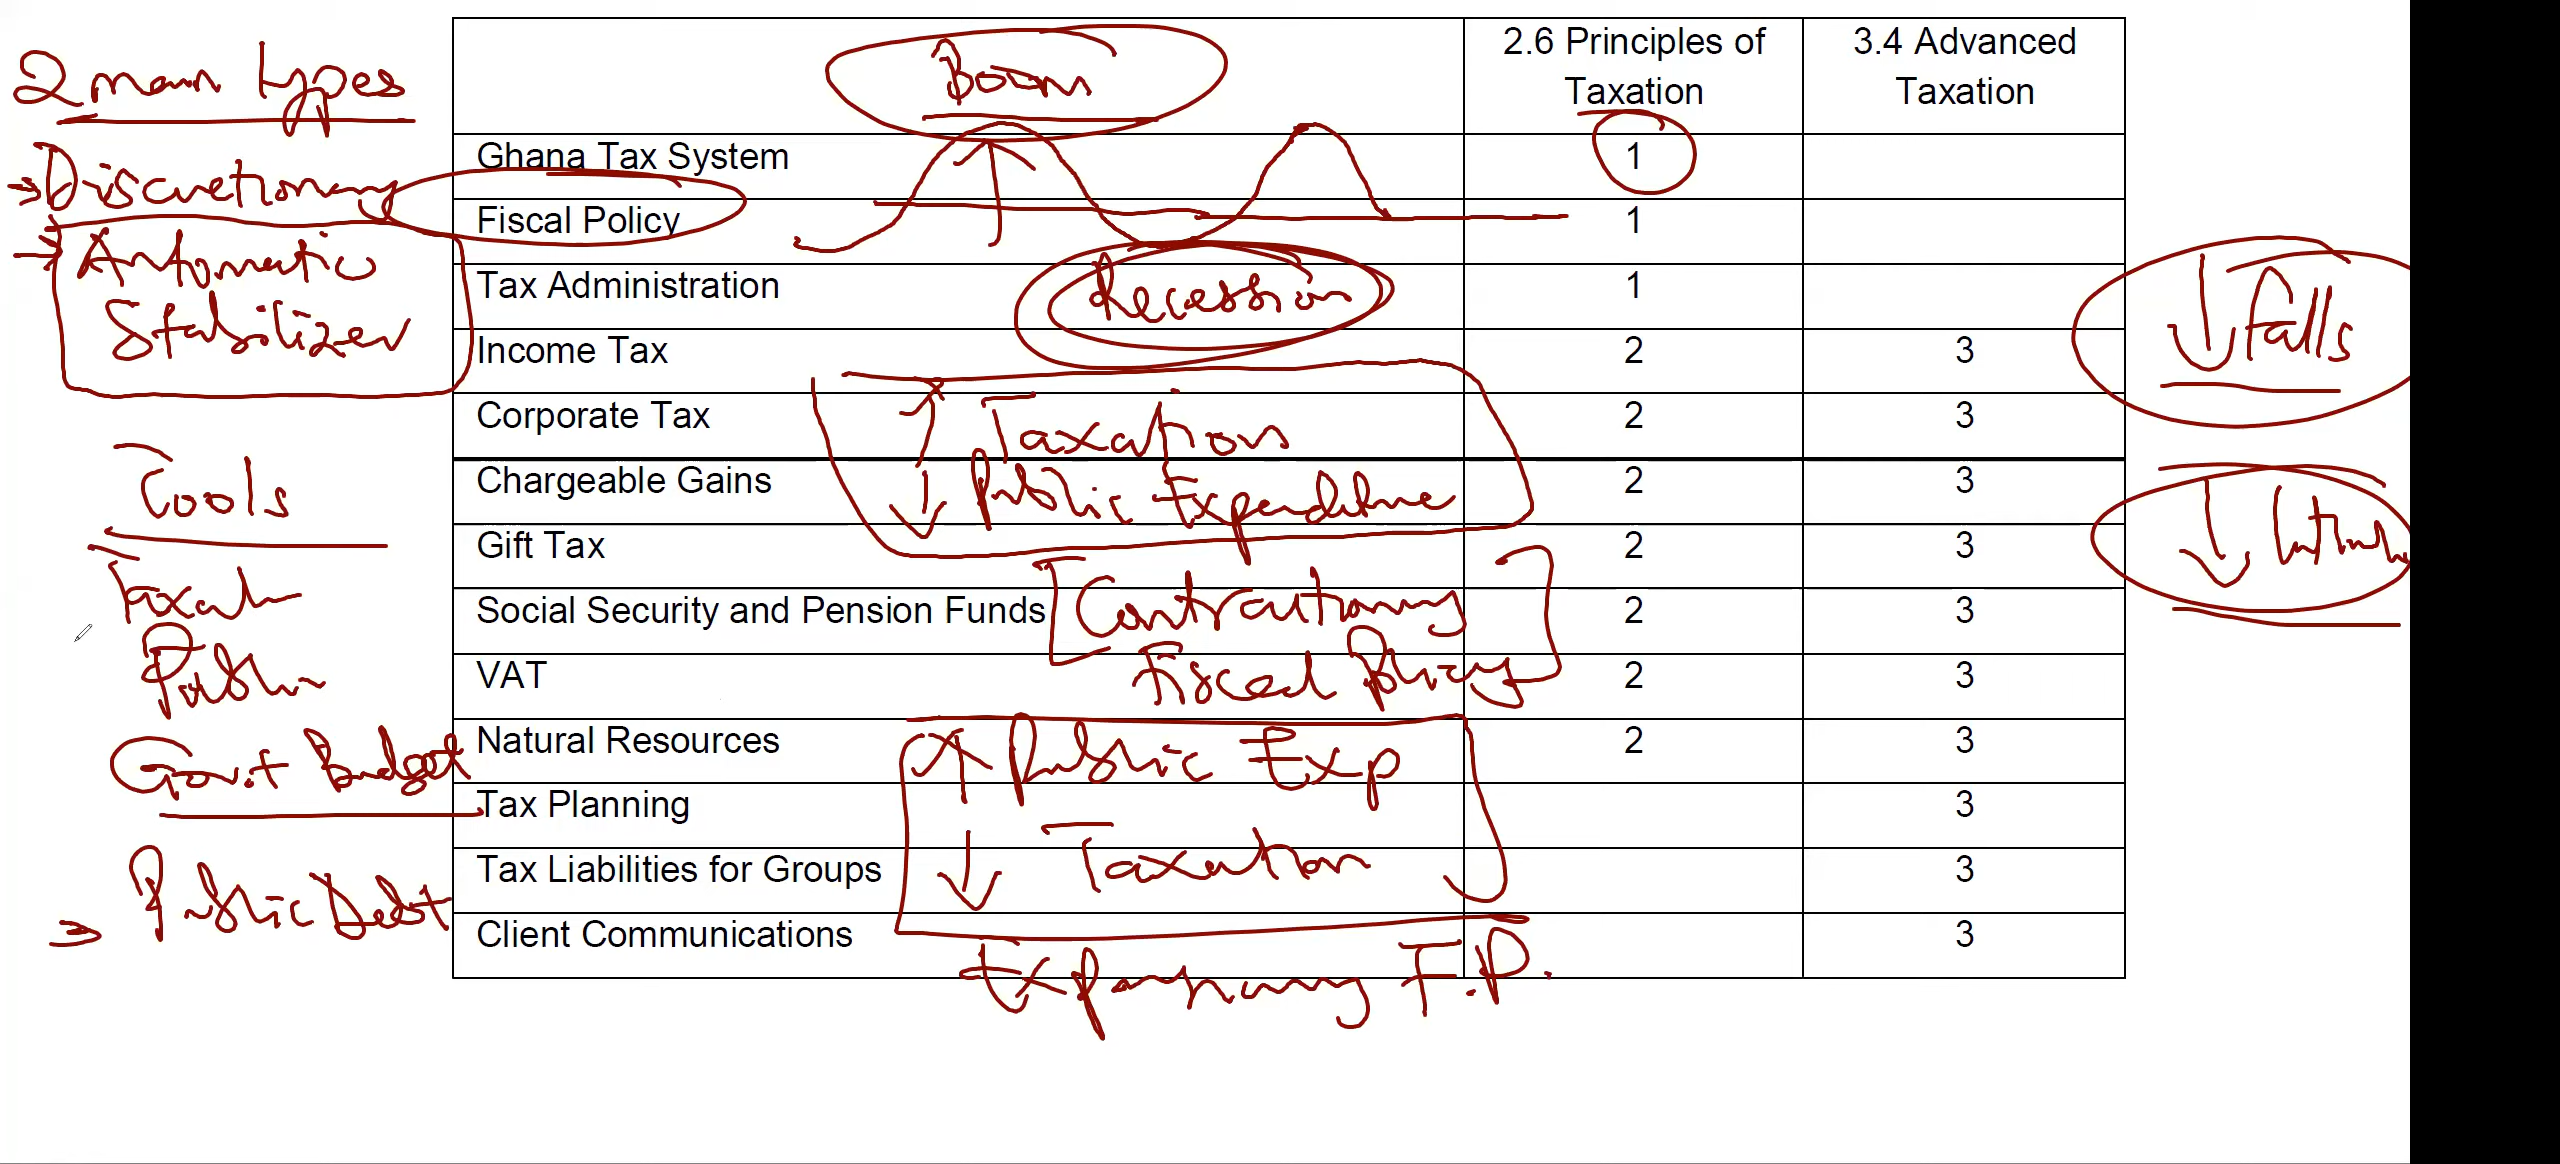 2 main types
Discretionary
Automatic
Stabilizer
Tools
Public
Gov't Budget
Public Debt
Boom
2.6 Principles of Taxation 3.4 Advanced Taxation
Ghana Tax System 1
Fiscal Policy 1
Tax Administration 1
Recession
Income Tax 2 3
Corporate Tax 2 3
Taxation
Chargeable Gains 2 3
Public Expenditure
Gift Tax 2 3
Social Security and Pension Funds 2 3
Contractionary
VAT 2 3
Fiscal Policy
Natural Resources 2 3
Public Exp
Tax Planning 3
Tax Liabilities for Groups 3
Taxation
Client Communications 3
F.P.
Falls